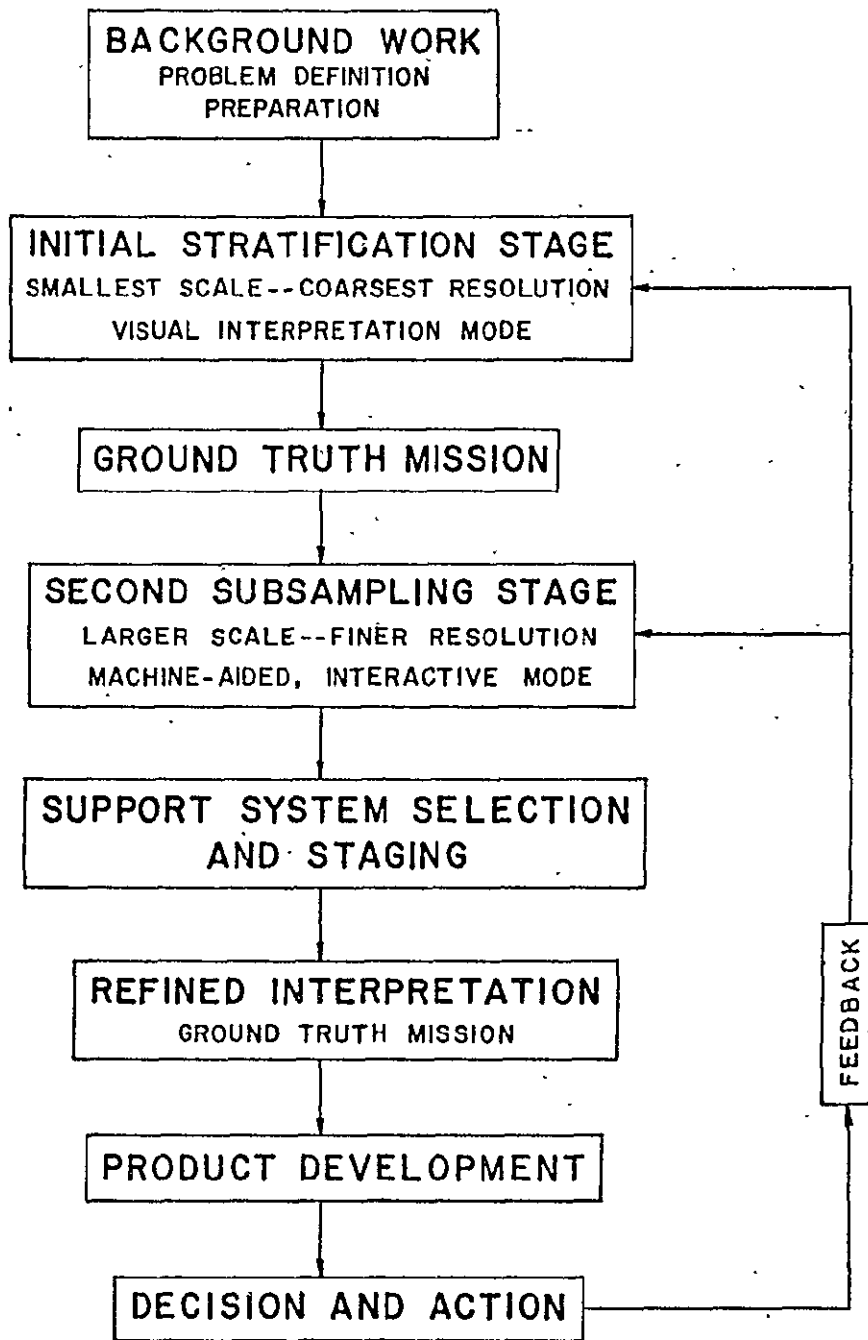 BACKGROUND WORK
PROBLEM DEFINITION
PREPARATION
INITIAL STRATIFICATION STAGE
SMALLEST SCALE--COARSEST RESOLUTION
VISUAL INTERPRETATION MODE
GROUND TRUTH MISSION
SECOND SUBSAMPLING STAGE
LARGER SCALE--FINER RESOLUTION
MACHINE-AIDED, INTERACTIVE MODE
SUPPORT SYSTEM SELECTION
AND STAGING
REFINED INTERPRETATION
GROUND TRUTH MISSION
PRODUCT DEVELOPMENT
DECISION AND ACTION
FEEDBACK